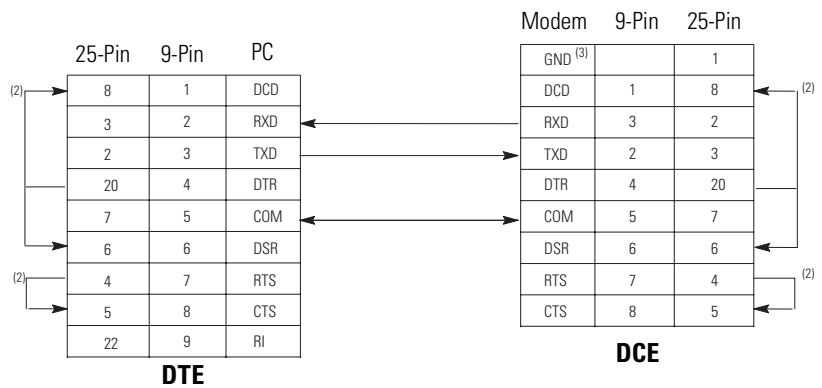 25-Pin 9-Pin PC
(2) 8 1 DCD
3 2 RXD
2 3 TXD
20 4 DTR
7 5 COM
6 6 DSR
(2) 4 7 RTS
5 8 CTS
22 9 RI
DTE
Modem 9-Pin 25-Pin
GND (3) 1
DCD 1 8 (2)
RXD 3 2
TXD 2 3
DTR 4 20
COM 5 7
DSR 6 6
RTS 7 4 (2)
CTS 8 5
DCE